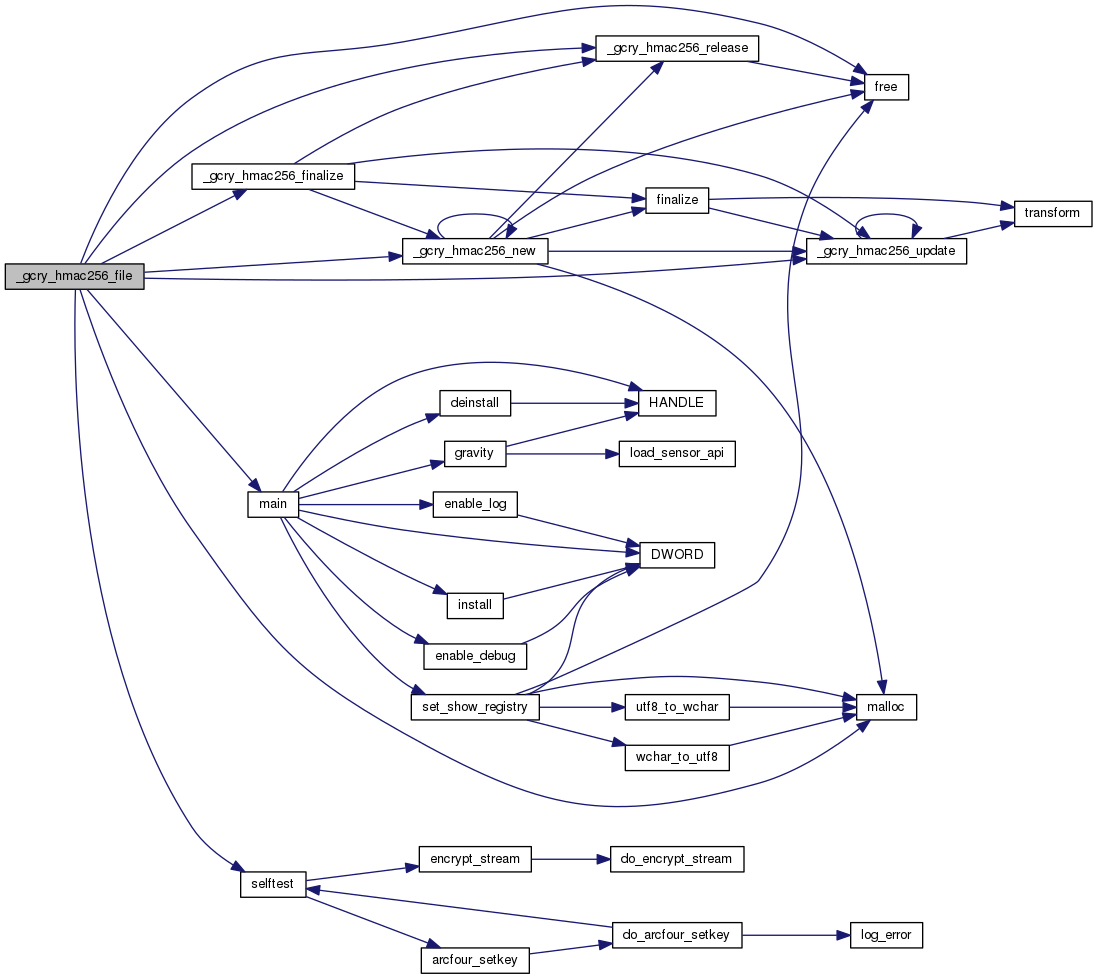 _gcry_hmac256_release
free
_gcry_hmac256_finalize
finalize
transform
_gcry_hmac256_new
_gcry_hmac256_update
_gcry_hmac256_file
deinstall
HANDLE
gravity
load_sensor_api
main
enable_log
DWORD
install
enable_debug
set_show_registry
utf8_to_wchar
malloc
wchar_to_utf8
encrypt_stream
do_encrypt_stream
selftest
do_arcfour_setkey
log_error
arcfour_setkey